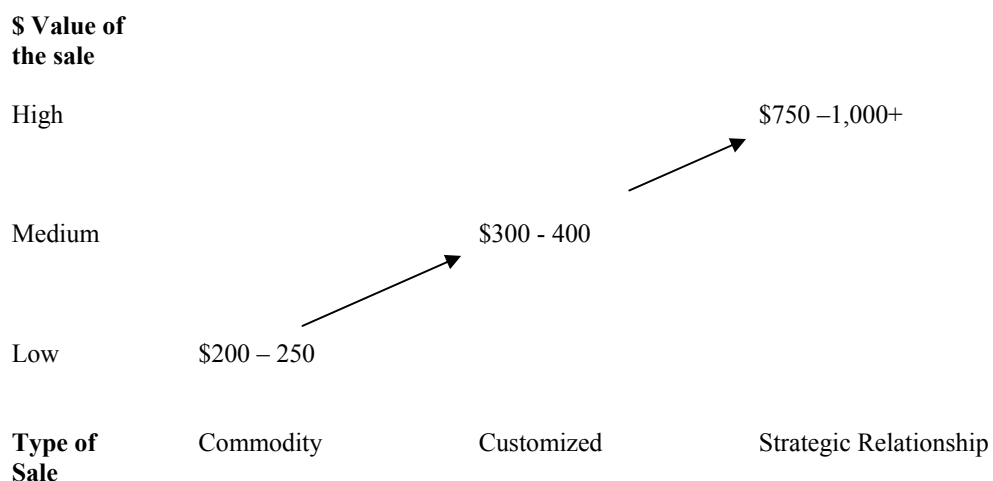 $ Value of
the sale
High $750 –1,000+
Medium $300 - 400
Low $200 – 250
Type of Commodity Customized Strategic Relationship
Sale